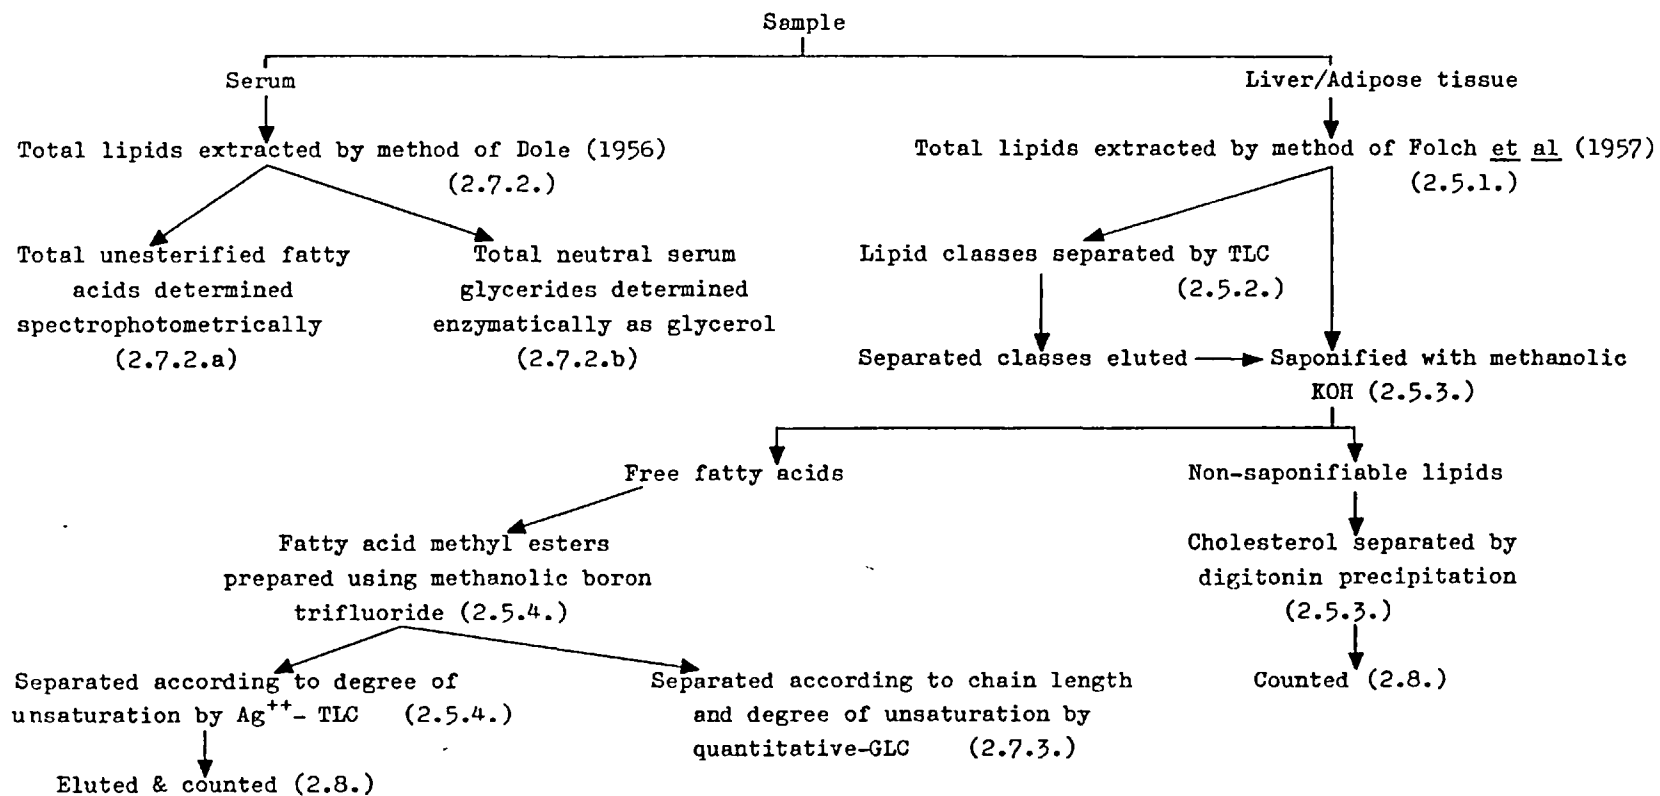 Sample
Serum
Liver/Adipose tissue
Total lipids extracted by method of Dole (1956)
(2.7.2.)
Total lipids extracted by method of Folch et al (1957)
(2.5.1.)
Total unesterified fatty
acids determined
spectrophotometrically
(2.7.2.a)
Total neutral serum
glycerides determined
enzymatically as glycerol
(2.7.2.b)
Lipid classes separated by TLC
(2.5.2.)
Separated classes eluted
Saponified with methanolic
KOH (2.5.3.)
Free fatty acids
Non-saponifiable lipids
Fatty acid methyl esters
prepared using methanolic boron
trifluoride (2.5.4.)
Cholesterol separated by
digitonin precipitation
(2.5.3.)
Separated according to degree of
unsaturation by Ag++- TLC (2.5.4.)
Separated according to chain length
and degree of unsaturation by
quantitative-GLC (2.7.3.)
Counted (2.8.)
Eluted & counted (2.8.)